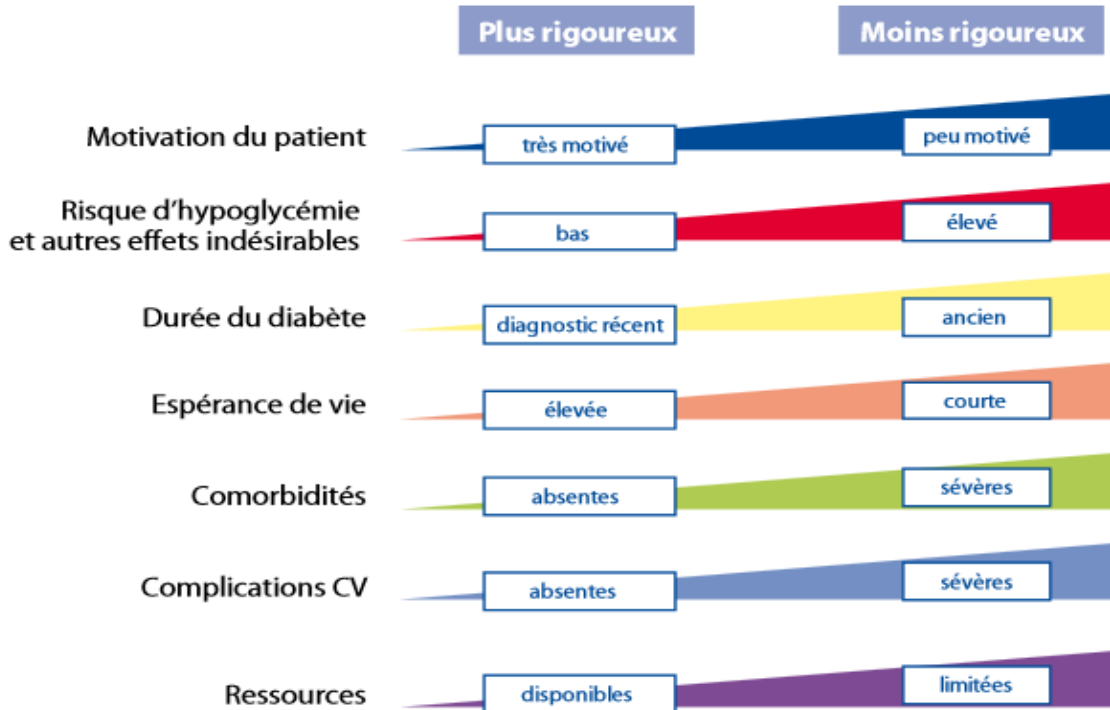 Plus rigoureux Moins rigoureux
Motivation du patient très motivé peu motivé
Risque d'hypoglycémie
et autres effets indésirables bas élevé
Durée du diabète diagnostic récent ancien
Espérance de vie élevée courte
Comorbidités absentes sévères
Complications CV absentes sévères
Ressources disponibles limitées